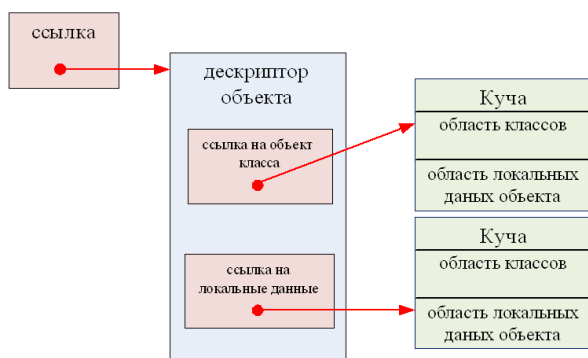 ссылка
дескриптор
объекта
ссылка на объект
класса
ссылка на
локальные данные
Куча
область классов
область локальных
даных объекта
Куча
область классов
область локальных
даных объекта